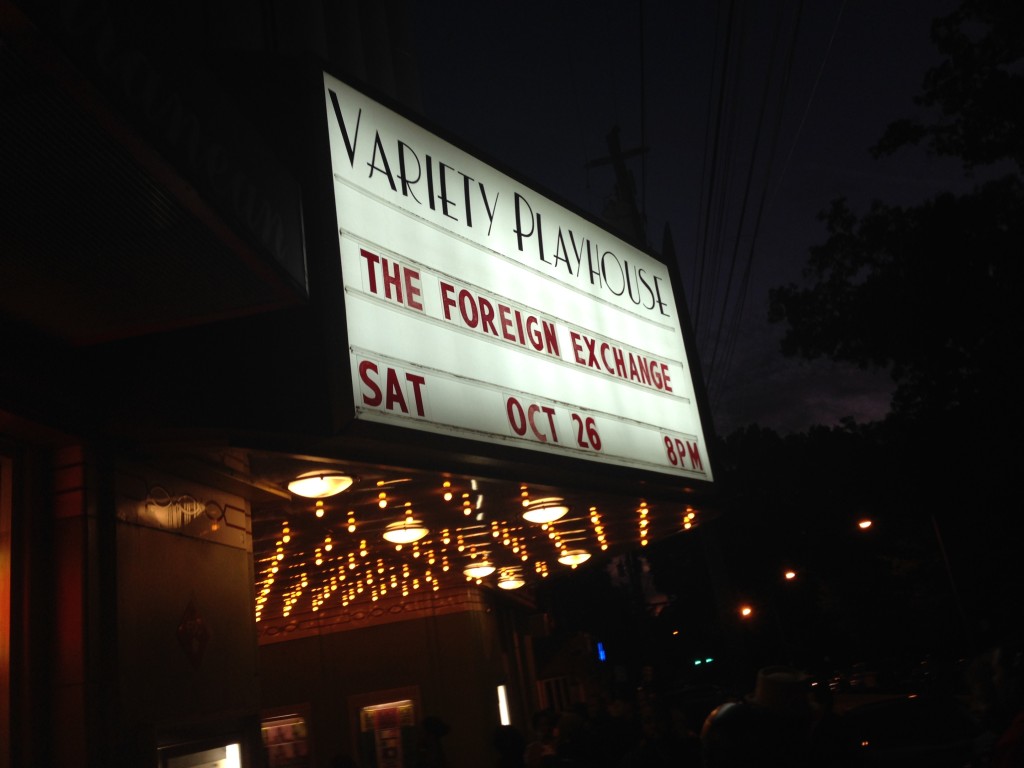 VARIETY PLAYHOUSE
THE FOREIGN EXCHANGE
SAT OCT 26 8PM